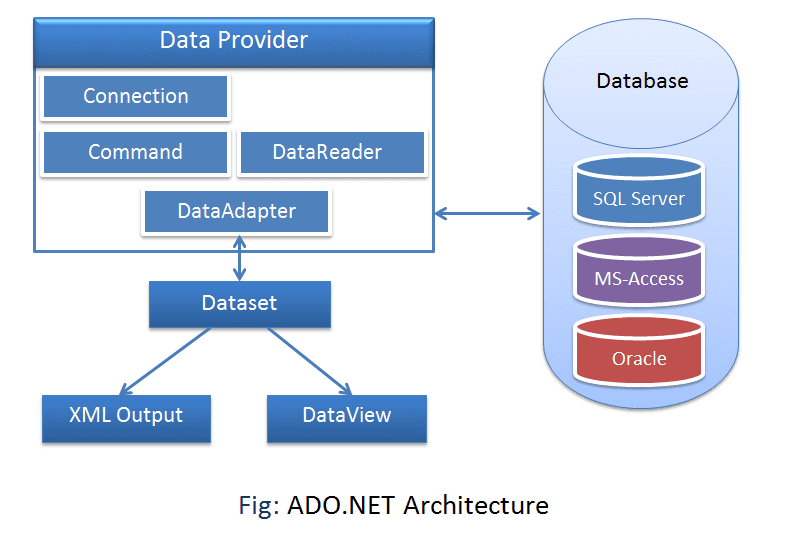 Data Provider
Connection
Command
DataReader
DataAdapter
Dataset
XML Output
DataView
Database
SQL Server
MS-Access
Oracle
Fig: ADO.NET Architecture